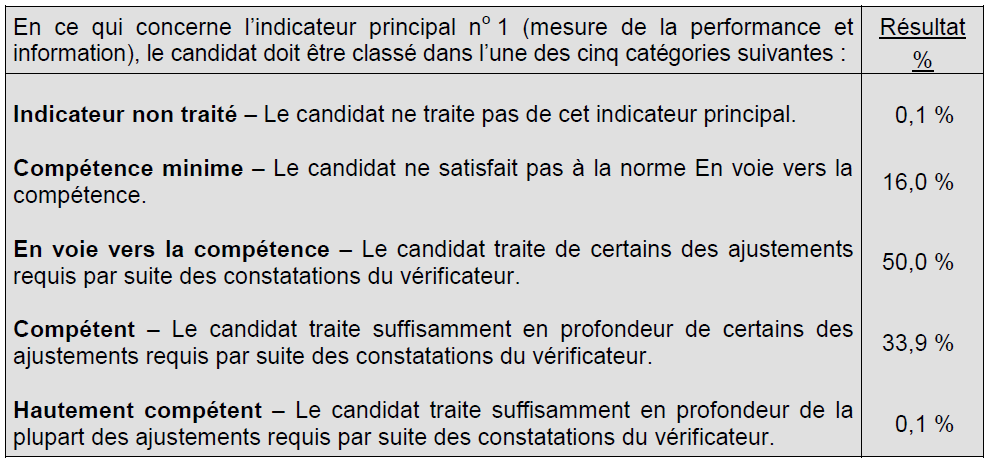 En ce qui concerne l’indicateur principal nº 1 (mesure de la performance et
information), le candidat doit être classé dans l’une des cinq catégories suivantes :
Résultat
%
Indicateur non traité – Le candidat ne traite pas de cet indicateur principal.
0,1 %
Compétence minime – Le candidat ne satisfait pas à la norme En voie vers la
compétence.
16,0 %
En voie vers la compétence – Le candidat traite de certains des ajustements
requis par suite des constatations du vérificateur.
50,0 %
Compétent – Le candidat traite suffisamment en profondeur de certains des
ajustements requis par suite des constatations du vérificateur.
33,9 %
Hautement compétent – Le candidat traite suffisamment en profondeur de la
plupart des ajustements requis par suite des constatations du vérificateur.
0,1 %